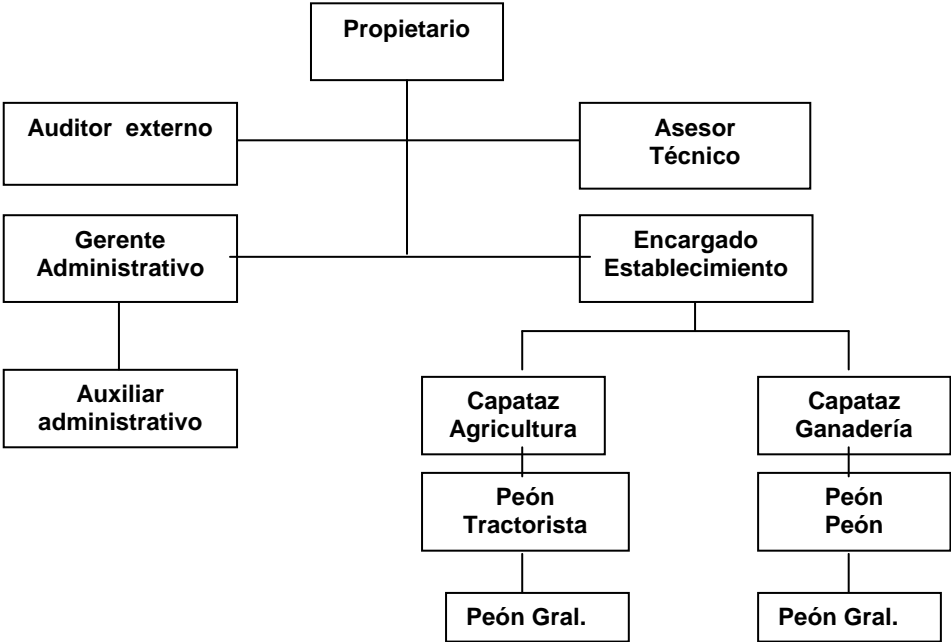 Propietario
Auditor externo
Asesor
Técnico
Gerente
Administrativo
Encargado
Establecimiento
Auxiliar
administrativo
Capataz
Agricultura
Capataz
Ganadería
Peón
Tractorista
Peón
Peón
Peón Gral.
Peón Gral.